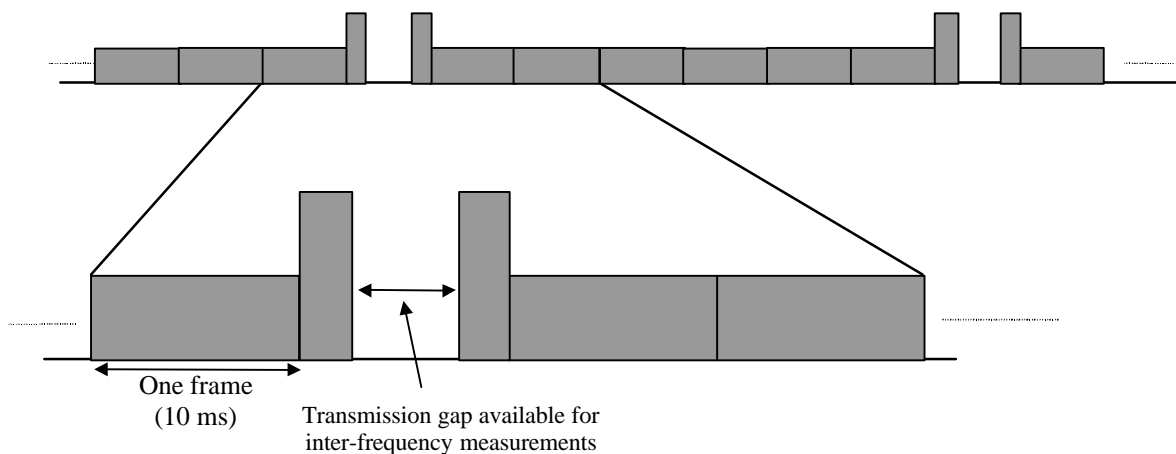 One frame
(10 ms)
Transmission gap available for
inter-frequency measurements